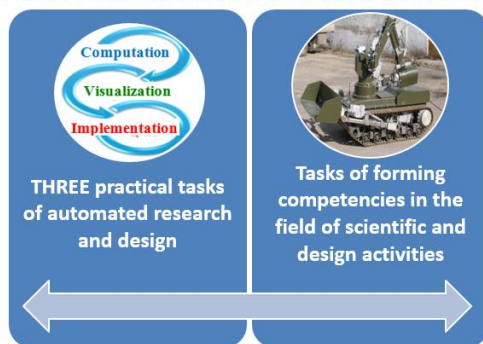 Computation
Visualization
Implementation
THREE practical tasks
of automated research
and design
Tasks of forming
competencies in the
field of scientific and
design activities